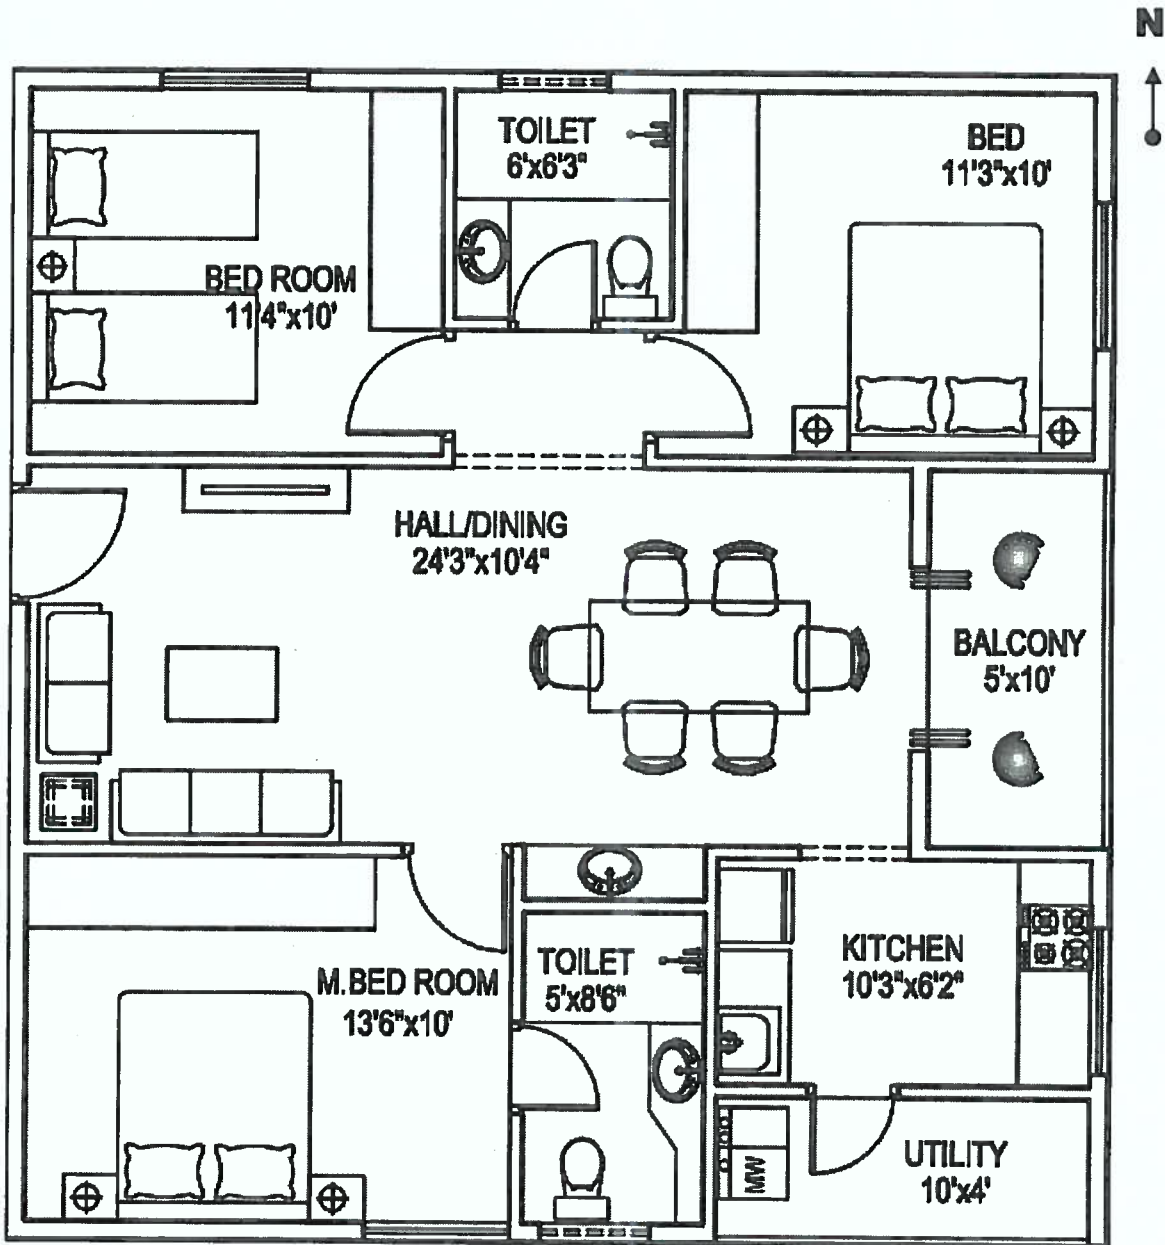 N
TOILET
6'x6'3"
BED
11'3"x10'
BED ROOM
11'4"x10'
HALL/DINING
24'3"x10'4"
BALCONY
5'x10'
M.BED ROOM
13'6"x10'
TOILET
5'x8'6"
KITCHEN
10'3"x6'2"
UTILITY
10'x4'
MW